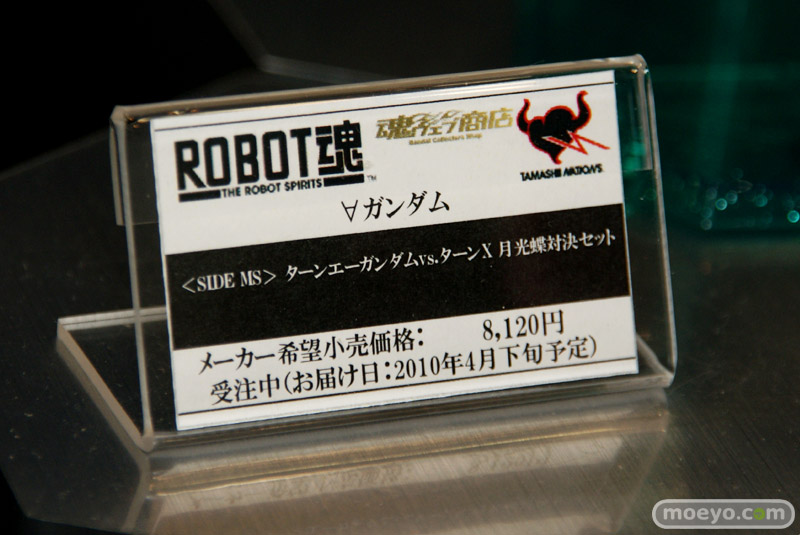 ROBOT魂
THE ROBOT SPIRITS ™
魂ウェブ商店
Bandai Collector's Shop
TAMASHII NATIONS
∀ガンダム
＜SIDE MS＞ ターンエーガンダムvs.ターンX 月光蝶対決セット
メーカー希望小売価格： 8,120円
受注中（お届け日：2010年4月下旬予定）
moeyo.com